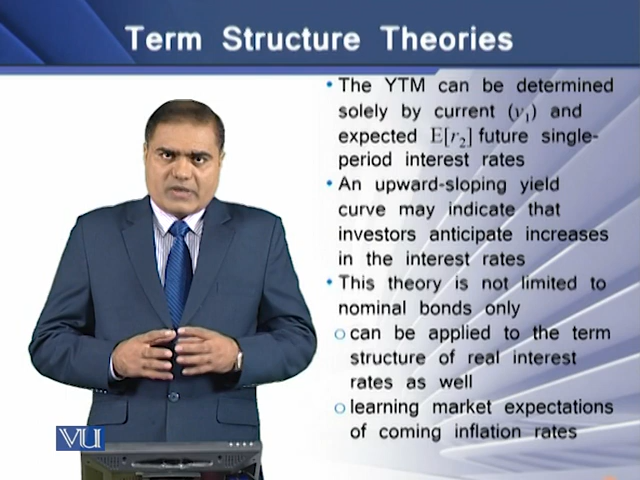 Term Structure Theories
• The YTM can be determined
solely by current (y₁) and
expected E[r₂] future single-
period interest rates
• An upward-sloping yield
curve may indicate that
investors anticipate increases
in the interest rates
• This theory is not limited to
nominal bonds only
o can be applied to the term
structure of real interest
rates as well
o learning market expectations
of coming inflation rates
VU